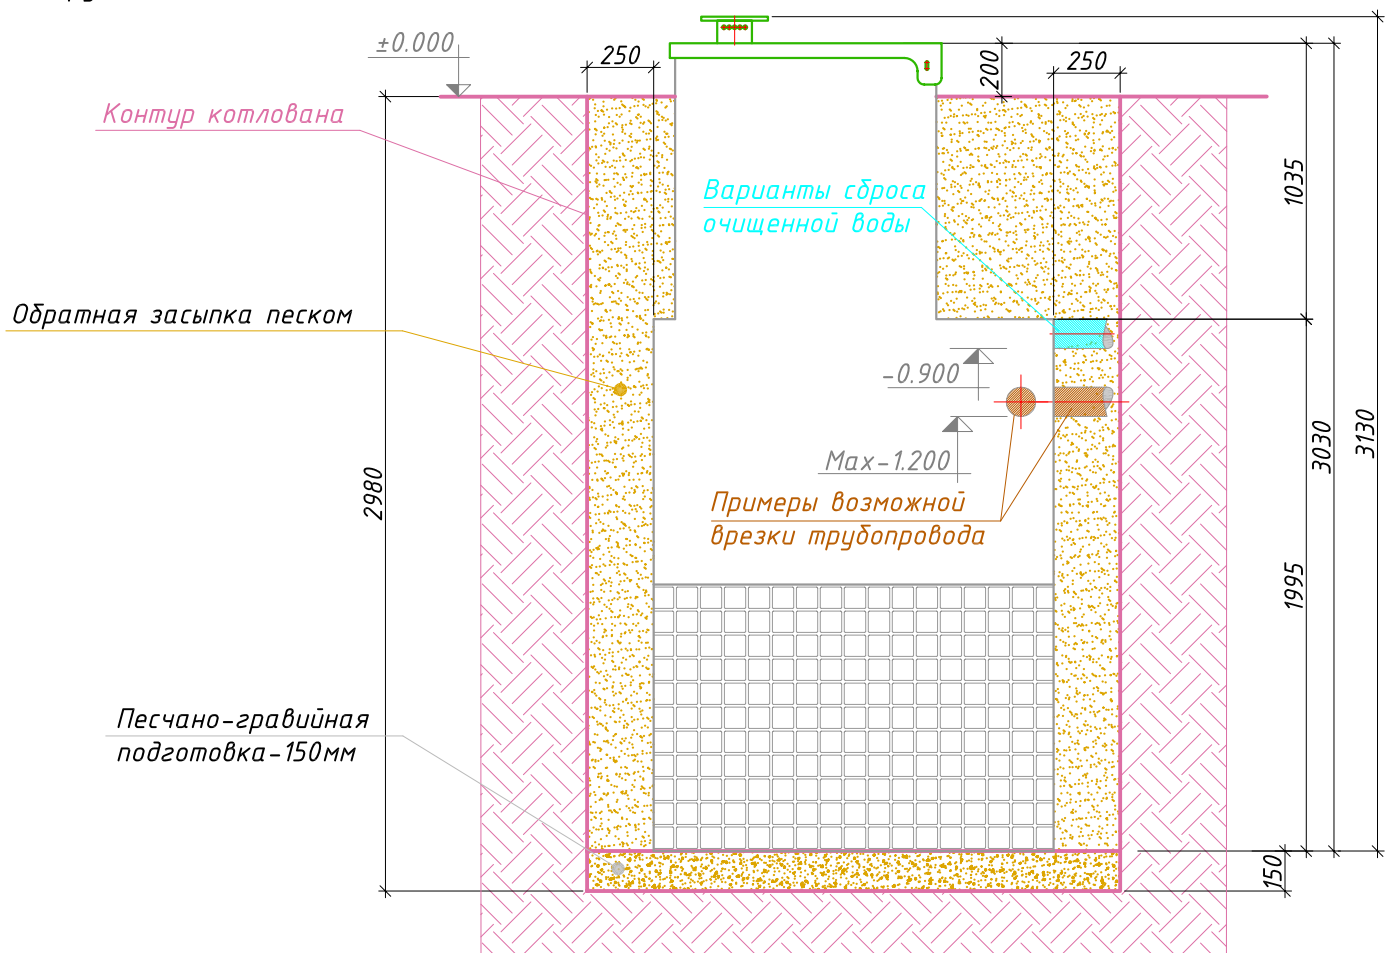 ±0.000
250
200
250
Контур котлована
1035
Варианты сброса
очищенной воды
Обратная засыпка песком
-0.900
Max-1.200
3130
3030
2980
Примеры возможной
врезки трубопровода
1995
Песчано-гравийная
подготовка-150мм
150